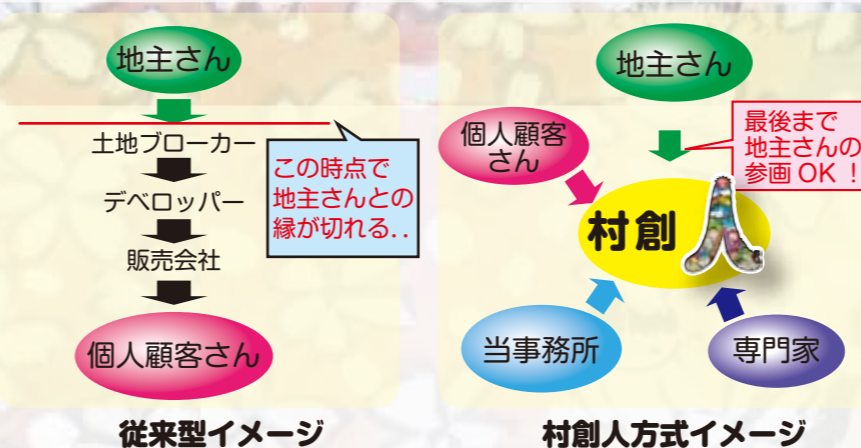 地主さん
土地ブローカー
この時点で
地主さんとの
縁が切れる..
デベロッパー
販売会社
個人顧客さん
従来型イメージ
地主さん
個人顧客
さん
最後まで
地主さんの
参画 OK！
村創人
当事務所
専門家
村創人方式イメージ